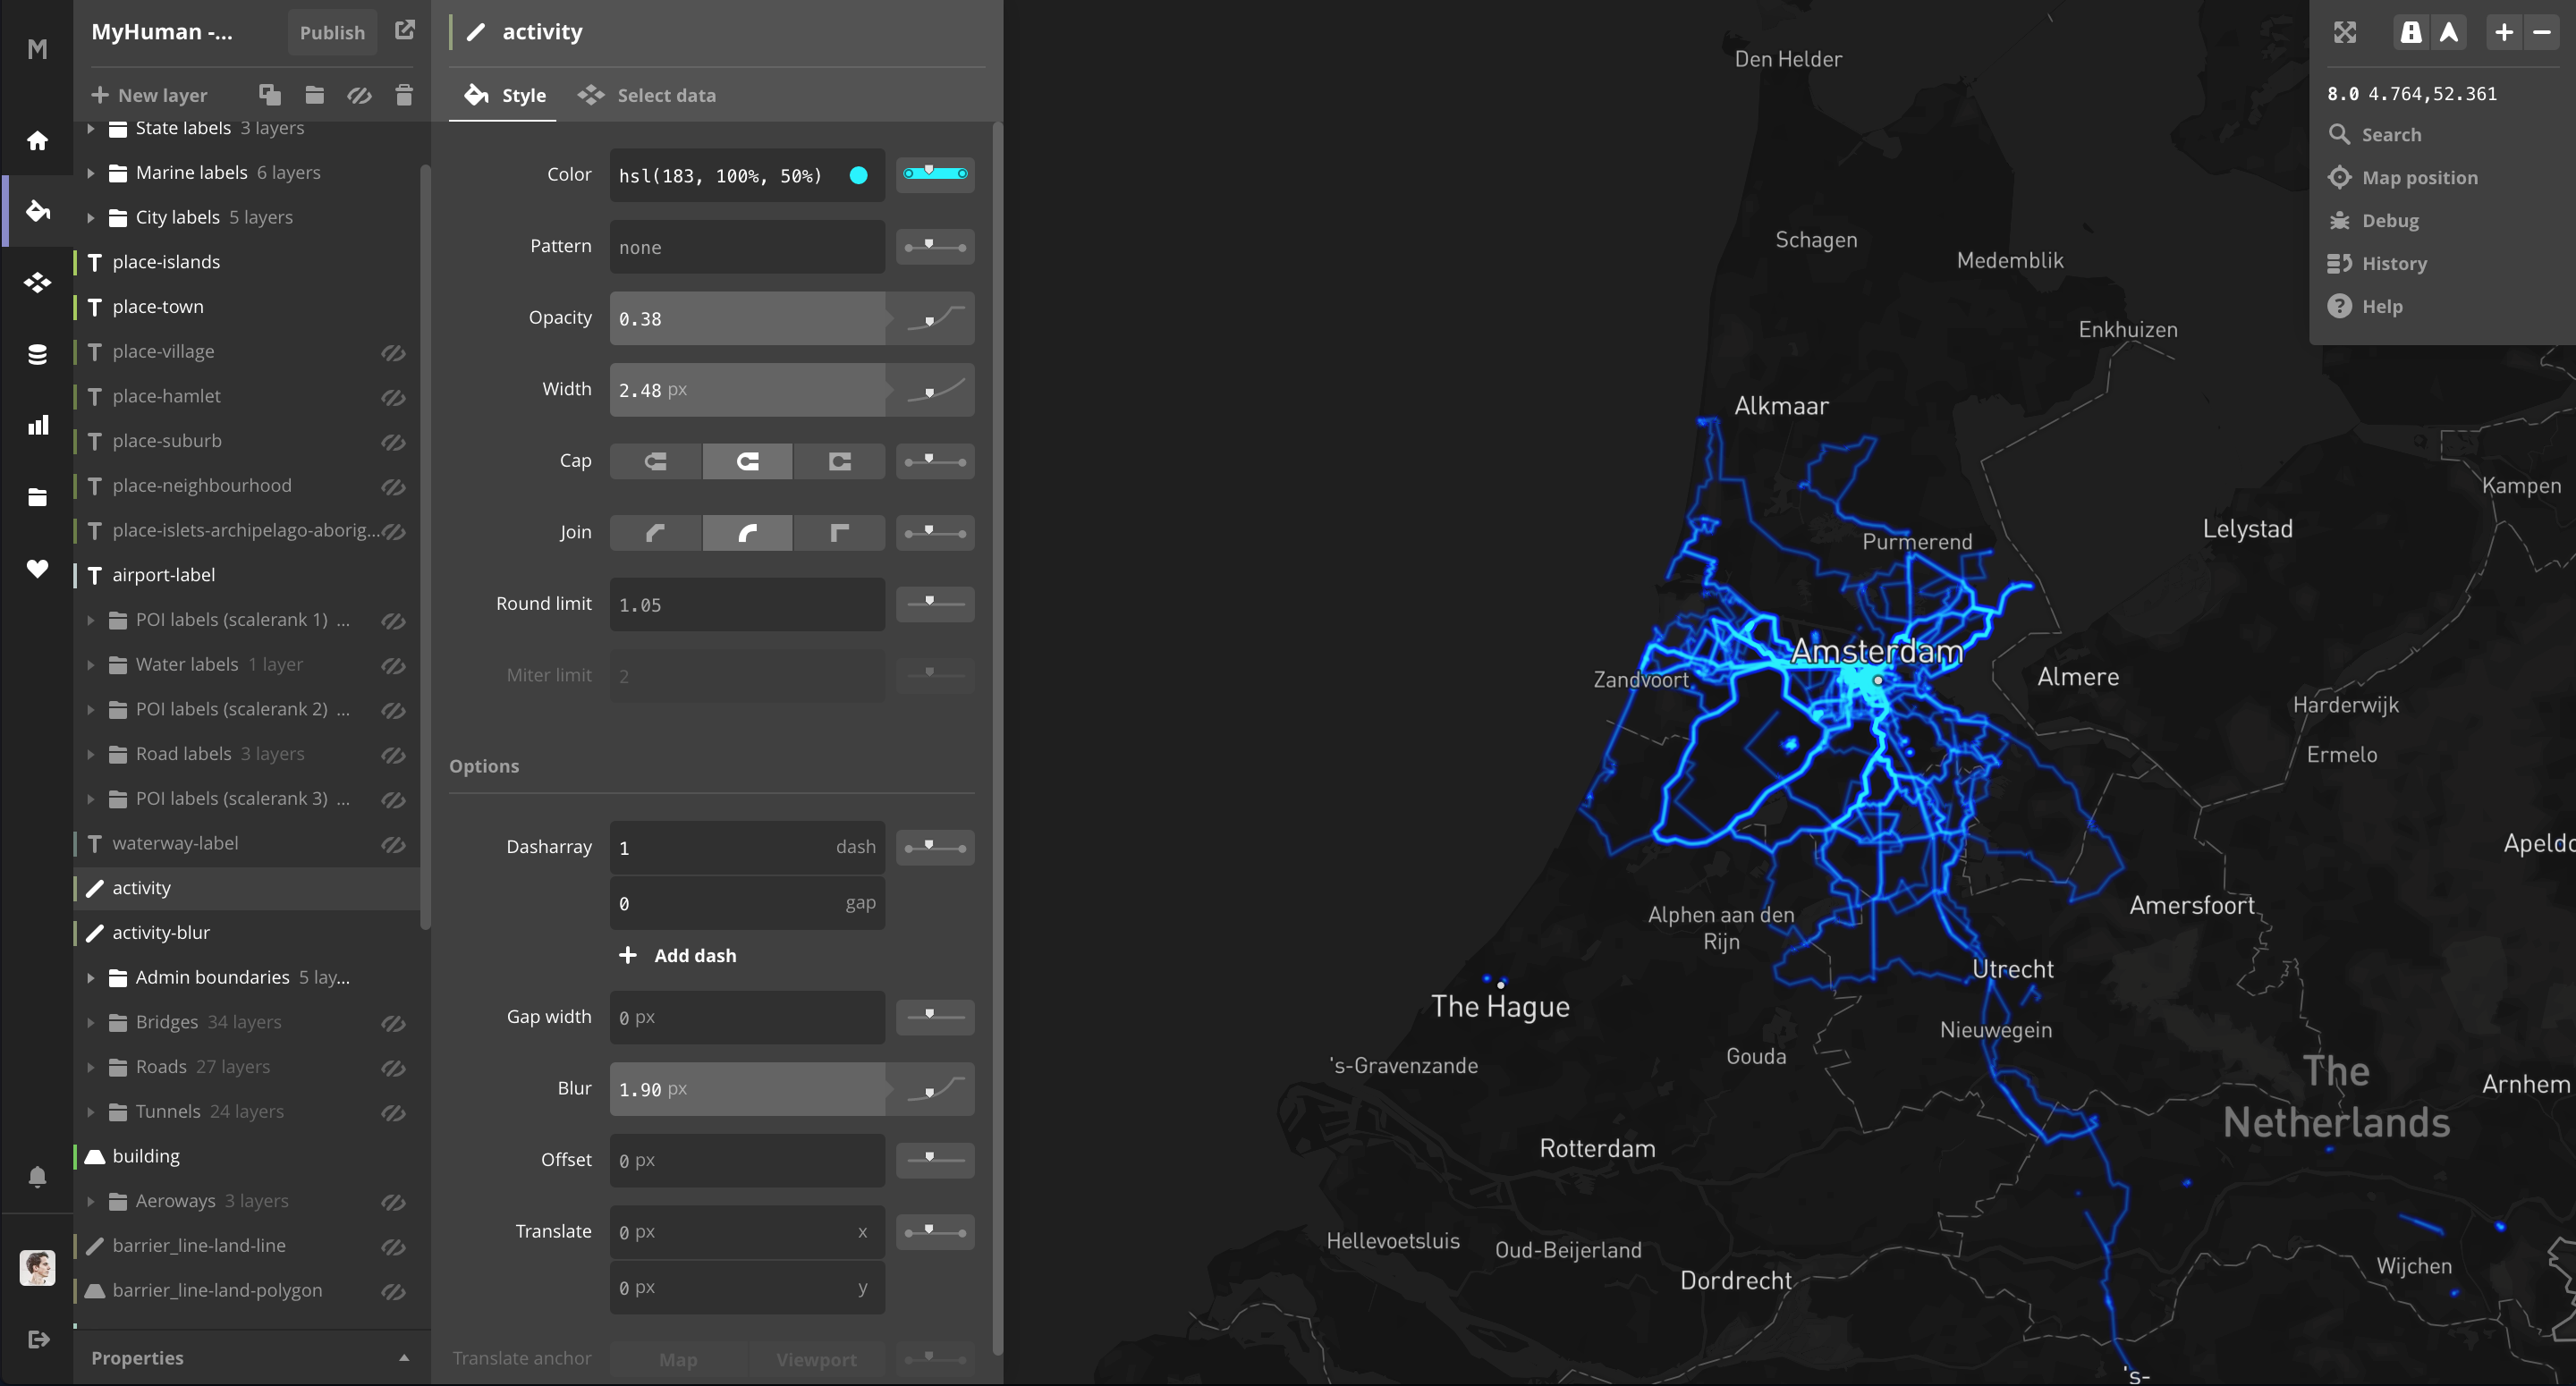 M
MyHuman -...
Publish
New layer
State labels 3 layers
Marine labels 6 layers
City labels 5 layers
place-islands
place-town
place-village
place-hamlet
place-suburb
place-neighbourhood
place-islets-archipelago-aborig...
airport-label
POI labels (scalerank 1) ...
Water labels 1 layer
POI labels (scalerank 2) ...
Road labels 3 layers
POI labels (scalerank 3) ...
waterway-label
activity
activity-blur
Admin boundaries 5 lay...
Bridges 34 layers
Roads 27 layers
Tunnels 24 layers
building
Aeroways 3 layers
barrier_line-land-line
barrier_line-land-polygon
Properties
activity
Style
Select data
Color hsl(183, 100%, 50%)
Pattern none
Opacity 0.38
Width 2.48 px
Cap
Join
Round limit 1.05
Miter limit 2
Options
Dasharray 1 dash
0 gap
Add dash
Gap width 0 px
Blur 1.90 px
Offset 0 px
Translate 0 px x
0 px y
Translate anchor Map Viewport
Den Helder
Schagen
Medemblik
Enkhuizen
Alkmaar
Kampen
Lelystad
Purmerend
Amsterdam
Zandvoort
Almere
Harderwijk
Ermelo
Apeldo
Amersfoort
Alphen aan den
Rijn
Utrecht
The Hague
Nieuwegein
Gouda
's-Gravenzande
The
Netherlands
Arnhem
Rotterdam
Hellevoetsluis
Oud-Beijerland
Wijchen
Dordrecht
's-
8.0 4.764,52.361
Search
Map position
Debug
History
Help